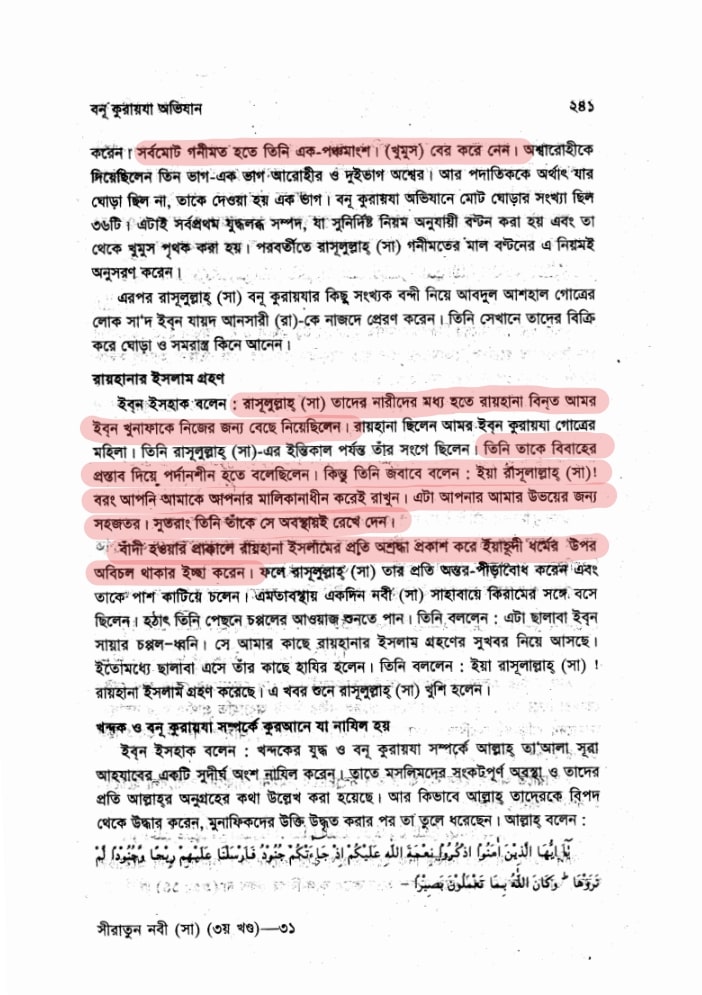 বনূ কুরায়যা অভিযান ২৪১
করেন। সর্বমোট গনীমত হতে তিনি এক-পঞ্চমাংশ। (খুমুস) বের করে নেন। অশ্বারোহীকে
দিয়েছিলেন তিন ভাগ-এক ভাগ আরোহীর ও দুইভাগ অশ্বের। আর পদাতিককে অর্থাৎ যার
ঘোড়া ছিল না, তাকে দেওয়া হয় এক ভাগ। বনূ কুরায়যা অভিযানে মোট ঘোড়ার সংখ্যা ছিল
৩৬টি। এটাই সর্বপ্রথম যুদ্ধলব্ধ সম্পদ, যা সুনির্দিষ্ট নিয়ম অনুযায়ী বণ্টন করা হয় এবং তা
থেকে খুমুস পৃথক করা হয়। পরবর্তীতে রাসূলুল্লাহ্ (সা) গনীমতের মাল বণ্টনের এ নিয়মই
অনুসরণ করেন।
এরপর রাসূলুল্লাহ্ (সা) বনূ কুরায়যার কিছু সংখ্যক বন্দী নিয়ে আবদুল আশহাল গোত্রের
লোক সা'দ ইব্‌ন যায়দ আনসারী (রা)-কে নাজদে প্রেরণ করেন। তিনি সেখানে তাদের বিক্রি
করে ঘোড়া ও সমরাস্ত্র কিনে আনেন।
রায়হানার ইসলাম গ্রহণ
ইব্‌ন ইসহাক বলেন : রাসূলুল্লাহ্ (সা) তাদের নারীদের মধ্য হতে রায়হানা বিন্‌ত আমর
ইব্‌ন খুনাফাকে নিজের জন্য বেছে নিয়েছিলেন। রায়হানা ছিলেন আমর ইব্‌ন কুরায়যা গোত্রের
মহিলা। তিনি রাসূলুল্লাহ্ (সা)-এর ইন্তিকাল পর্যন্ত তাঁর সংগে ছিলেন। তিনি তাকে বিবাহের
প্রস্তাব দিয়ে পর্দানশীন হতে বলেছিলেন। কিন্তু তিনি জবাবে বলেন : ইয়া রাসূলাল্লাহ্ (সা)!
বরং আপনি আমাকে আপনার মালিকানাধীন করেই রাখুন। এটা আপনার আমার উভয়ের জন্য
সহজতর। সুতরাং তিনি তাঁকে সে অবস্থায়ই রেখে দেন।
বাঁদী হওয়ার প্রাক্কালে রায়হানা ইসলামের প্রতি অশ্রদ্ধা প্রকাশ করে ইয়াহূদী ধর্মের উপর
অবিচল থাকার ইচ্ছা করেন। ফলে রাসূলুল্লাহ্ (সা) তার প্রতি অন্তর-পীড়াবোধ করেন এবং
তাকে পাশ কাটিয়ে চলেন। এমতাবস্থায় একদিন নবী (সা) সাহাবায়ে কিরামের সঙ্গে বসে
ছিলেন। হঠাৎ তিনি পেছনে চপ্পলের আওয়াজ শুনতে পান। তিনি বললেন : এটা ছালাবা ইব্‌ন
সায়ার চপ্পল-ধ্বনি। সে আমার কাছে রায়হানার ইসলাম গ্রহণের সুখবর নিয়ে আসছে।
ইতোমধ্যে ছালাবা এসে তাঁর কাছে হাযির হলেন। তিনি বললেন : ইয়া রাসূলাল্লাহ্ (সা) !
রায়হানা ইসলাম গ্রহণ করেছে। এ খবর শুনে রাসূলুল্লাহ্ (সা) খুশি হলেন।
খন্দক ও বনূ কুরায়যা সম্পর্কে কুরআনে যা নাযিল হয়
ইব্‌ন ইসহাক বলেন : খন্দকের যুদ্ধ ও বনূ কুরায়যা সম্পর্কে আল্লাহ্ তা'আলা সূরা
আহযাবের একটি সুদীর্ঘ অংশ নাযিল করেন। তাতে মুসলিমদের সংকটপূর্ণ অবস্থা ও তাদের
প্রতি আল্লাহ্‌র অনুগ্রহের কথা উল্লেখ করা হয়েছে। আর কিভাবে আল্লাহ্ তাদেরকে বিপদ
থেকে উদ্ধার করেন, মুনাফিকদের উক্তি উদ্ধৃত করার পর তা তুলে ধরেছেন। আল্লাহ্ বলেন :
يَا أَيُّهَا الَّذِينَ آمَنُوا اذْكُرُوا نِعْمَةَ اللَّهِ عَلَيْكُمْ إِذْ جَاءَتْكُمْ جُنُودٌ فَأَرْسَلْنَا عَلَيْهِمْ رِيحًا وَجُنُودًا لَمْ
تَرَوْهَا ط وَكَانَ اللَّهُ بِمَا تَعْمَلُونَ بَصِيرًا -
সীরাতুন নবী (সা) (৩য় খণ্ড)—৩১